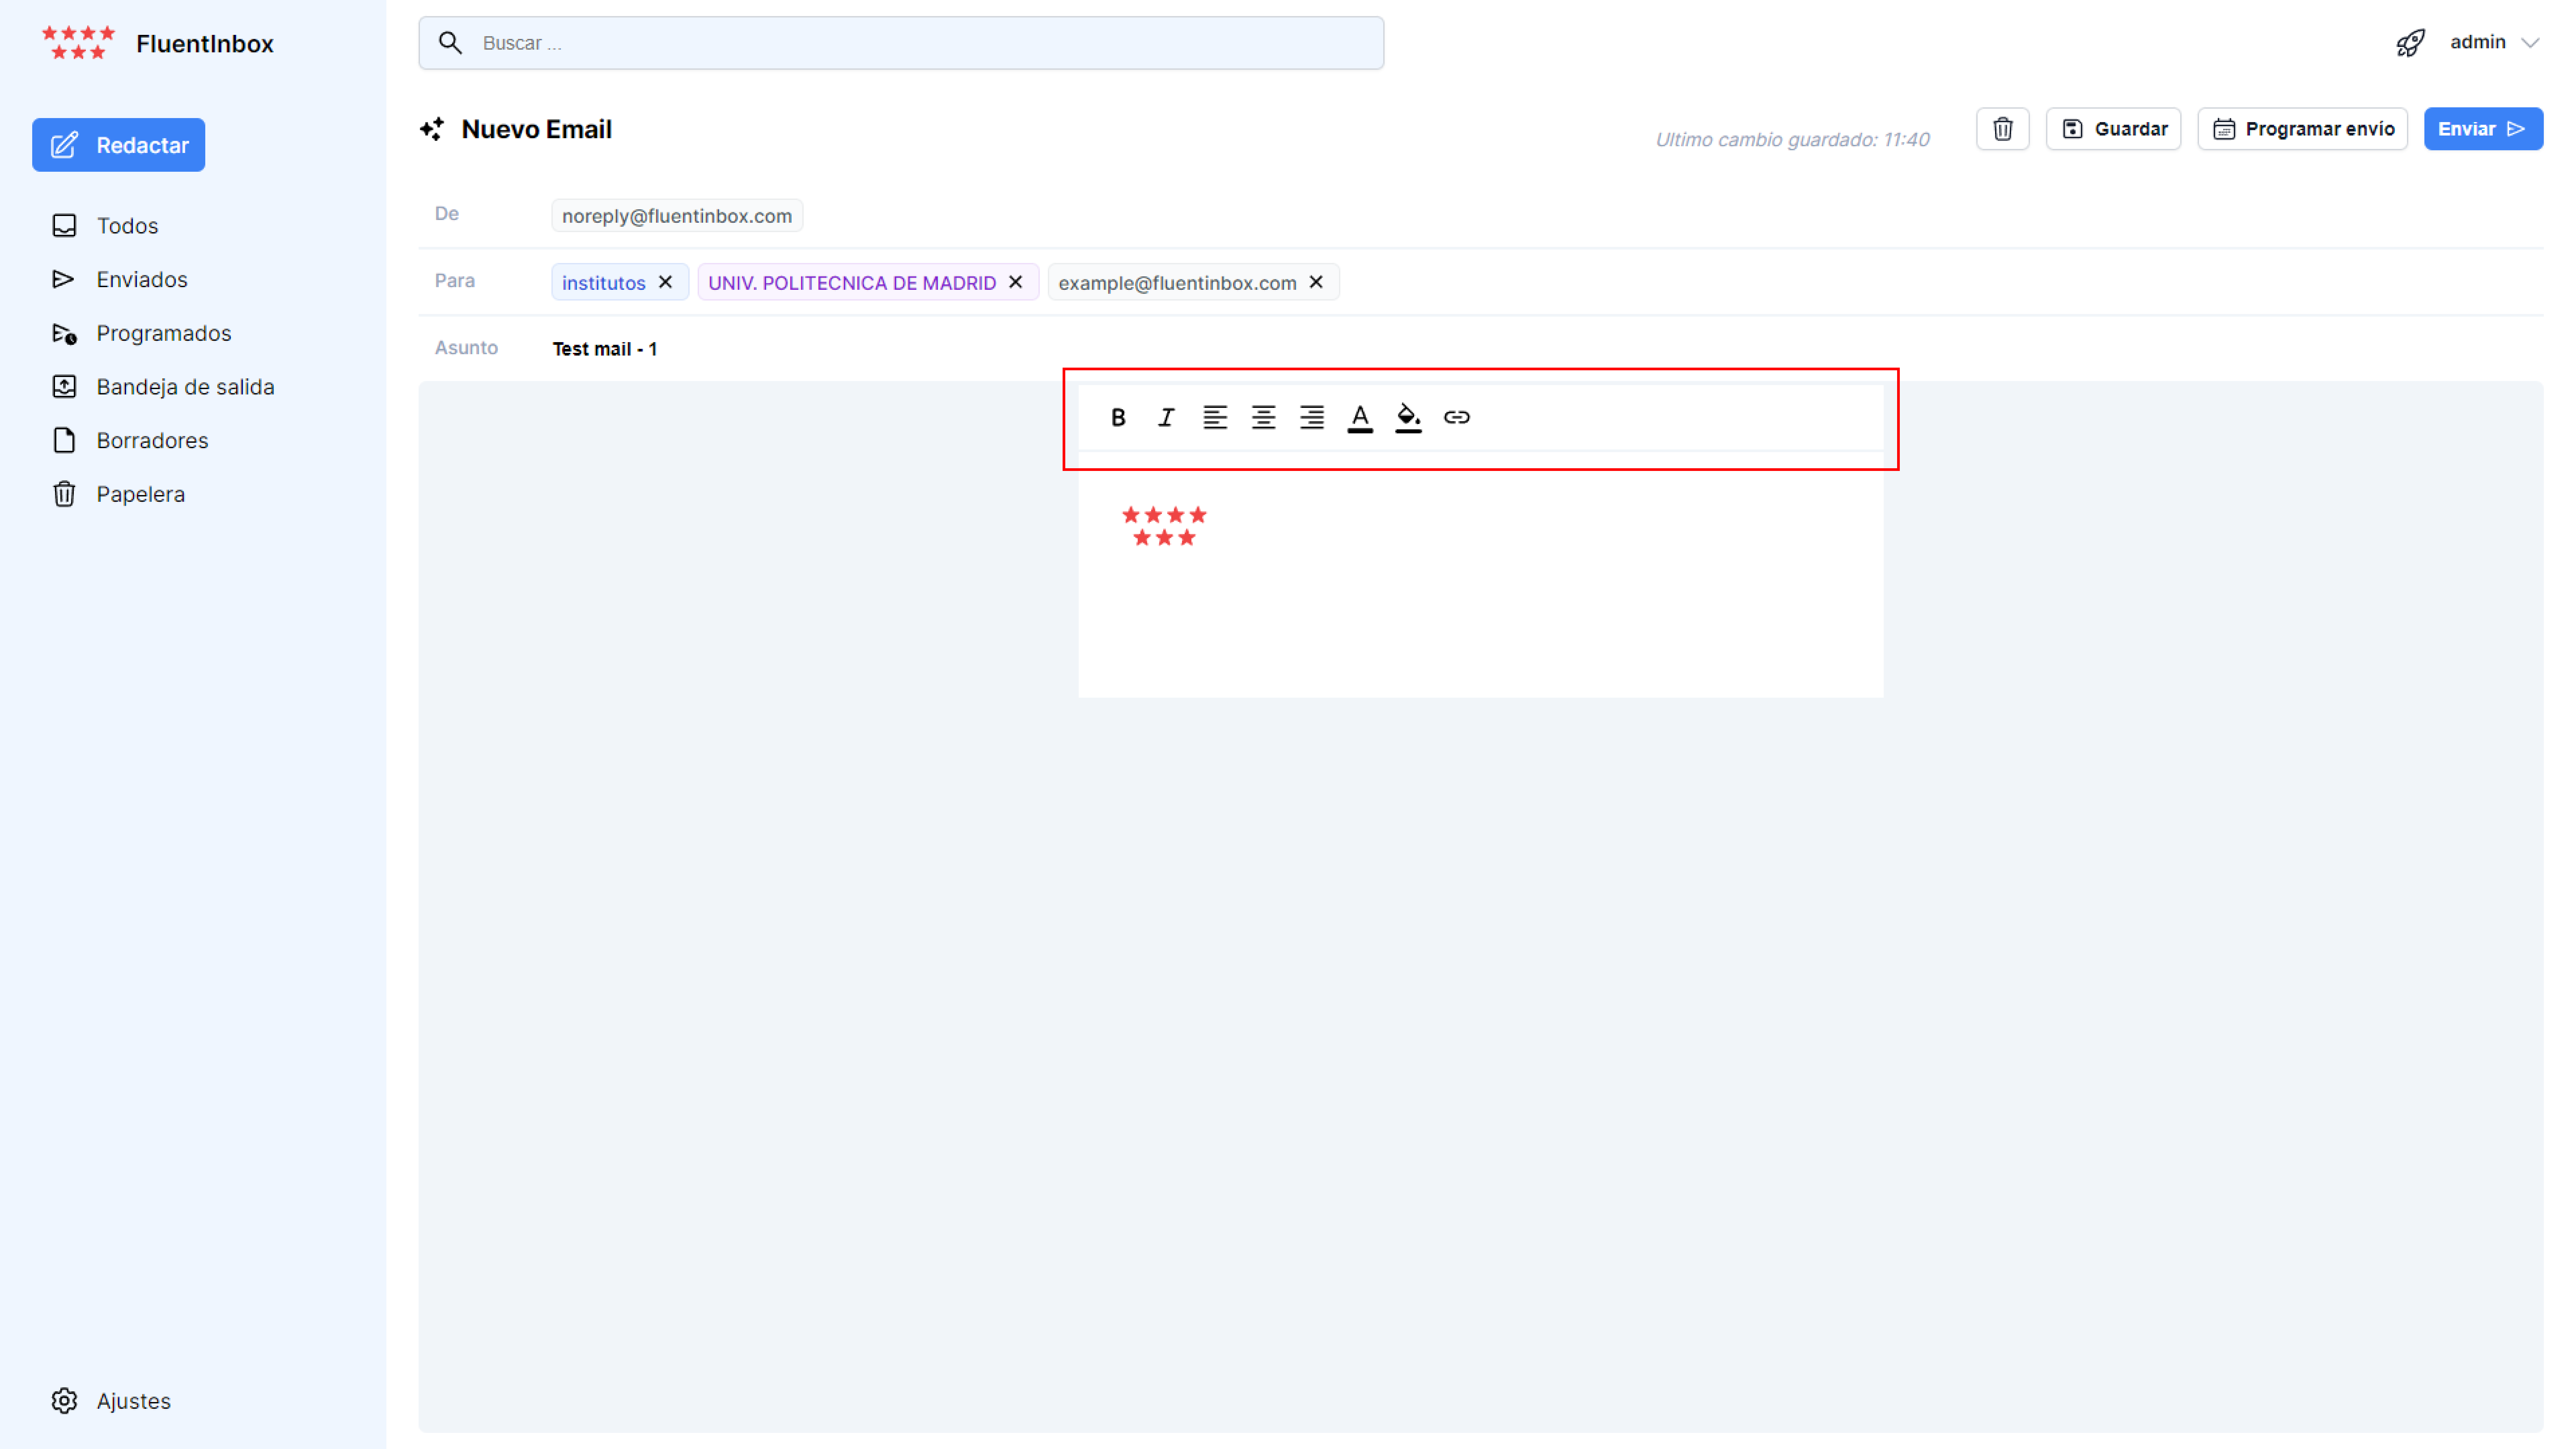 FluentInbox
Buscar ...
admin
Redactar
Nuevo Email
Ultimo cambio guardado: 11:40
Guardar
Programar envío
Enviar
Todos
Enviados
Programados
Bandeja de salida
Borradores
Papelera
De noreply@fluentinbox.com
Para institutos UNIV. POLITECNICA DE MADRID example@fluentinbox.com
Asunto Test mail - 1
B I A
Ajustes